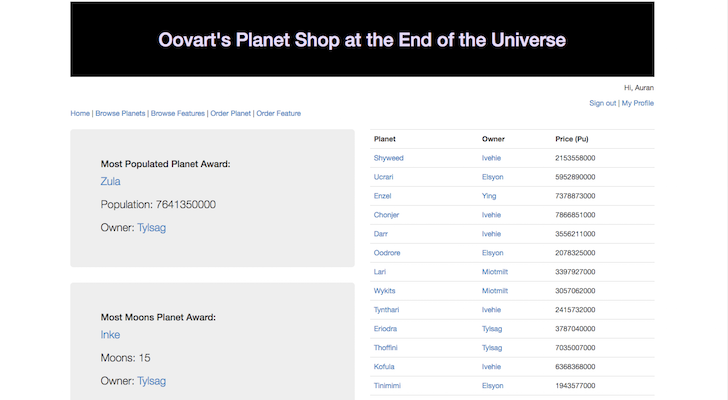 Oovart's Planet Shop at the End of the Universe
Hi, Auran
Sign out | My Profile
Home | Browse Planets | Browse Features | Order Planet | Order Feature
Most Populated Planet Award:
Zula
Population: 7641350000
Owner: Tylsag
Most Moons Planet Award:
Inke
Moons: 15
Owner: Tylsag
Planet Owner Price (Pu)
Shyweed Ivehie 2153558000
Ucrari Elsyon 5952890000
Enzel Ying 7378873000
Chonjer Ivehie 7866851000
Darr Ivehie 3556211000
Oodrore Elsyon 2078325000
Lari Miotmilt 3397927000
Wykits Miotmilt 3057062000
Tynthari Ivehie 2415732000
Eriodra Tylsag 3787040000
Thoffini Tylsag 7035007000
Kofula Ivehie 6368368000
Tinimimi Elsyon 1943577000